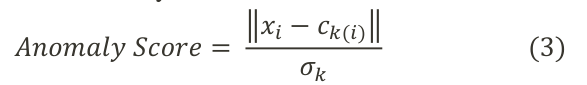 Anomaly Score = ‖x_i − c_{k(i)}‖ / σ_k (3)